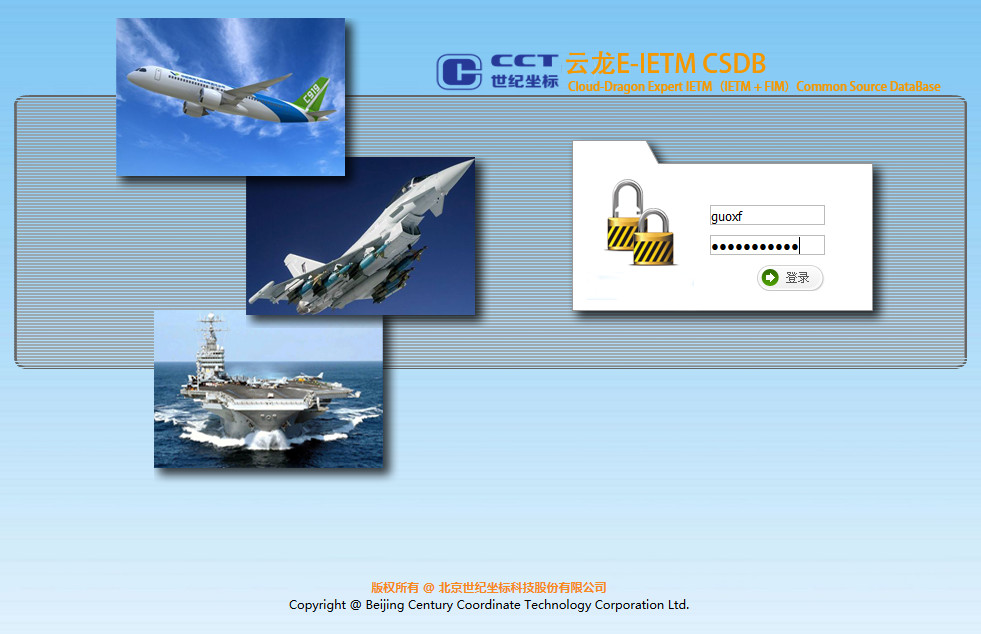 C919
CCT
世纪坐标
云龙E-IETM CSDB
Cloud-Dragon Expert IETM（IETM + FIM）Common Source DataBase
guoxf
●●●●●●●●●●●
登录
版权所有 @ 北京世纪坐标科技股份有限公司
Copyright @ Beijing Century Coordinate Technology Corporation Ltd.